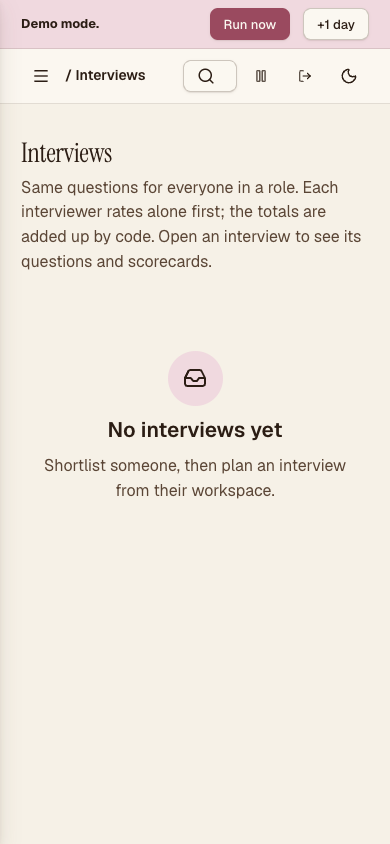 Demo mode.
Run now
+1 day
/ Interviews
Interviews
Same questions for everyone in a role. Each
interviewer rates alone first; the totals are
added up by code. Open an interview to see its
questions and scorecards.
No interviews yet
Shortlist someone, then plan an interview
from their workspace.